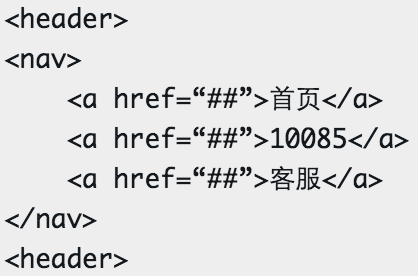 <header>
<nav>
    <a href=“##”>首页</a>
    <a href=“##”>10085</a>
    <a href=“##”>客服</a>
</nav>
<header>